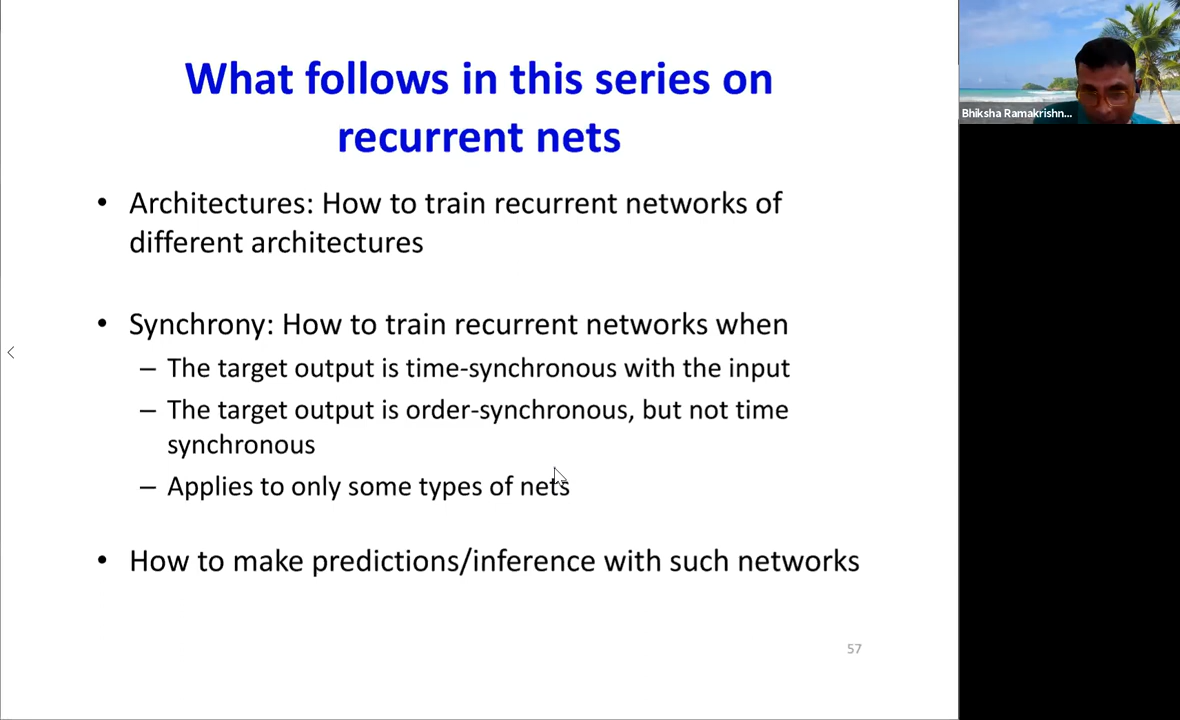 What follows in this series on
recurrent nets
• Architectures: How to train recurrent networks of
different architectures
• Synchrony: How to train recurrent networks when
– The target output is time-synchronous with the input
– The target output is order-synchronous, but not time
synchronous
– Applies to only some types of nets
• How to make predictions/inference with such networks
57
Bhiksha Ramakrishn...